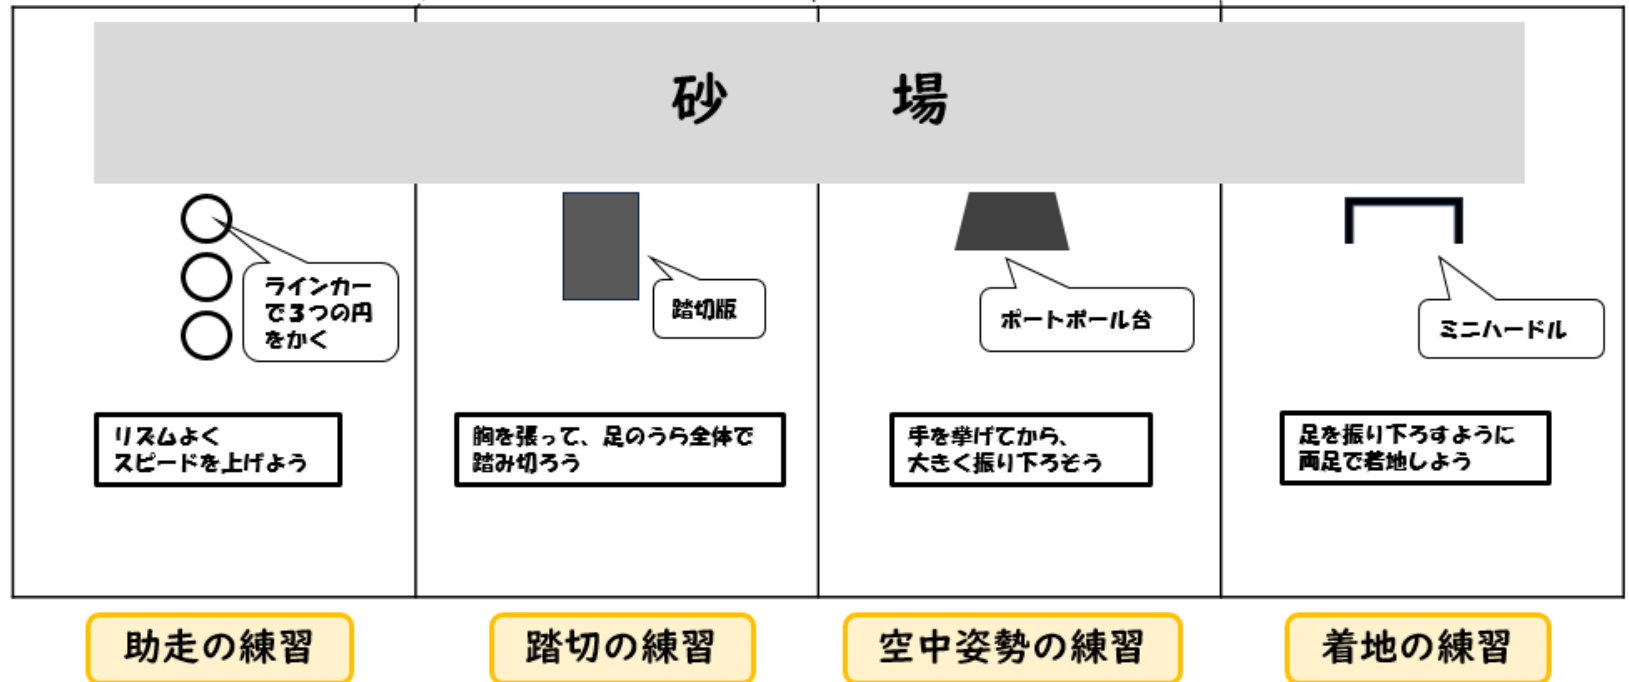 砂　場
ラインカー
で３つの円
をかく
踏切版
ポートポール台
ミニハードル
リズムよく
スピードを上げよう
胸を張って、足のうら全体で
踏み切ろう
手を挙げてから、
大きく振り下ろそう
足を振り下ろすように
両足で着地しよう
助走の練習
踏切の練習
空中姿勢の練習
着地の練習